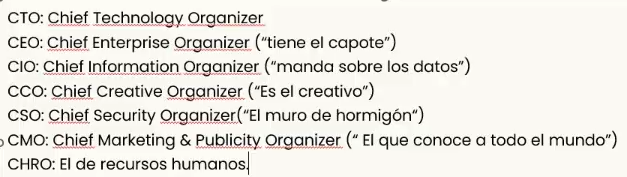 CTO: Chief Technology Organizer
CEO: Chief Enterprise Organizer (“tiene el capote”)
CIO: Chief Information Organizer (“manda sobre los datos”)
CCO: Chief Creative Organizer (“Es el creativo”)
CSO: Chief Security Organizer(“El muro de hormigón“)
CMO: Chief Marketing & Publicity Organizer (“ El que conoce a todo el mundo”)
CHRO: El de recursos humanos.